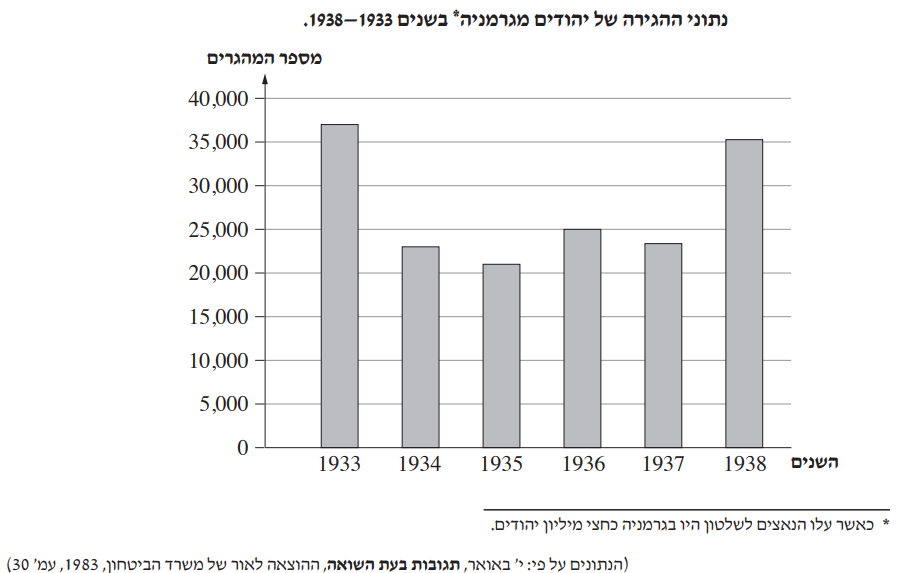 נתוני ההגירה של יהודים מגרמניה* בשנים 1933–1938.
מספר המהגרים
40,000
35,000
30,000
25,000
20,000
15,000
10,000
5,000
0
1933 1934 1935 1936 1937 1938 השנים
* כאשר עלו הנאצים לשלטון היו בגרמניה כחצי מיליון יהודים.
(הנתונים על פי: י' באואר, תגובות בעת השואה, ההוצאה לאור של משרד הביטחון, 1983, עמ' 30)